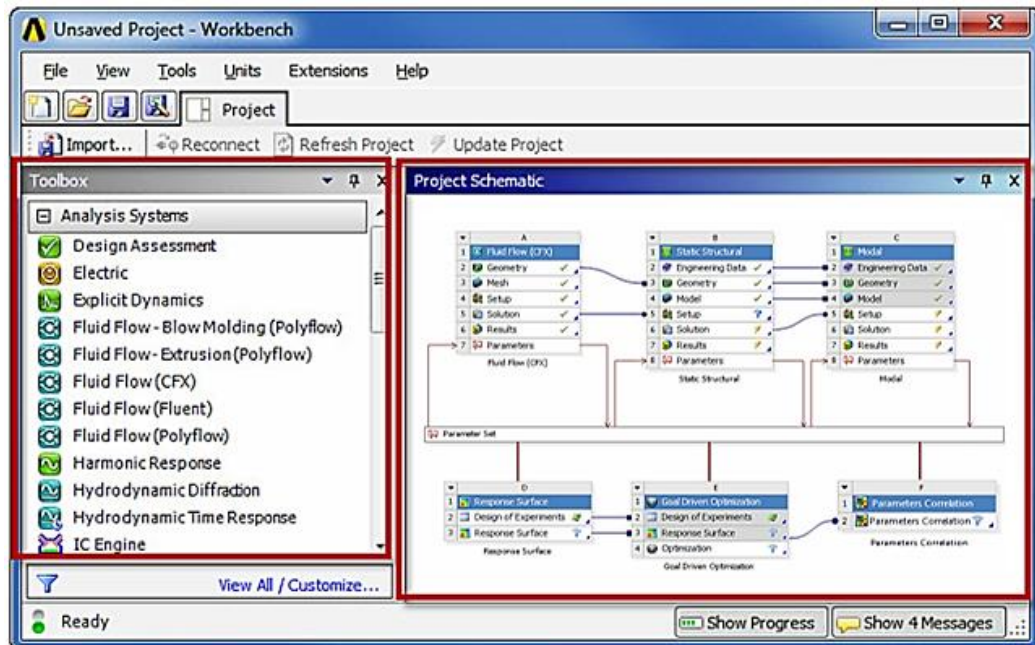 Unsaved Project - Workbench
File View Tools Units Extensions Help
Project
Import... Reconnect Refresh Project Update Project
Toolbox
Analysis Systems
Design Assessment
Electric
Explicit Dynamics
Fluid Flow - Blow Molding (Polyflow)
Fluid Flow - Extrusion (Polyflow)
Fluid Flow (CFX)
Fluid Flow (Fluent)
Fluid Flow (Polyflow)
Harmonic Response
Hydrodynamic Diffraction
Hydrodynamic Time Response
IC Engine
View All / Customize...
Project Schematic
A
1 Fluid Flow (CFX)
2 Geometry
3 Mesh
4 Setup
5 Solution
6 Results
7 Parameters
Fluid Flow (CFX)
B
1 Static Structural
2 Engineering Data
3 Geometry
4 Model
5 Setup
6 Solution
7 Results
8 Parameters
Static Structural
C
1 Modal
2 Engineering Data
3 Geometry
4 Model
5 Setup
6 Solution
7 Results
8 Parameters
Modal
Parameter Set
D
1 Response Surface
2 Design of Experiments
3 Response Surface
Response Surface
E
1 Goal Driven Optimization
2 Design of Experiments
3 Response Surface
4 Optimization
Goal Driven Optimization
F
1 Parameters Correlation
2 Parameters Correlation
Parameters Correlation
Ready
Show Progress
Show 4 Messages